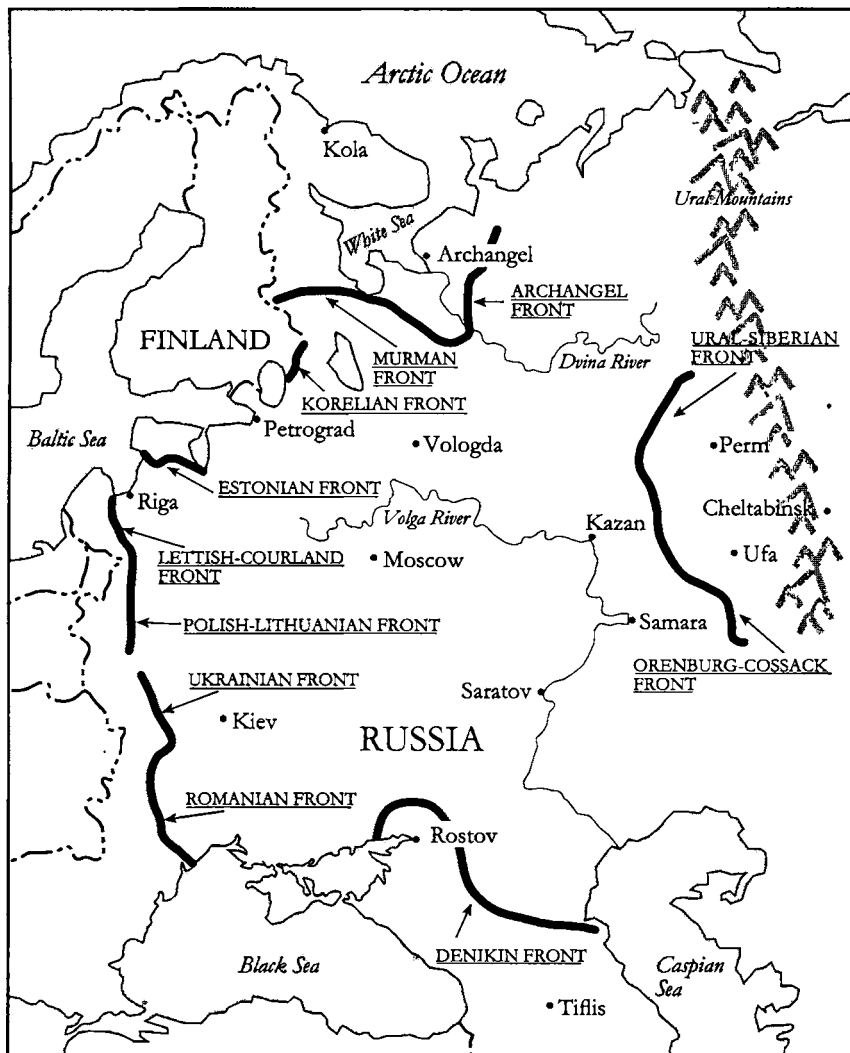 Arctic Ocean
Kola
Ural Mountains
White Sea
Archangel
ARCHANGEL
FRONT
FINLAND
MURMAN
FRONT
Dvina River
URAL-SIBERIAN
FRONT
KORELIAN FRONT
Petrograd
Baltic Sea
Vologda
Perm
ESTONIAN FRONT
Riga
Volga River
Kazan
Cheltabinsk
LETTISH-COURLAND
FRONT
Moscow
Ufa
POLISH-LITHUANIAN FRONT
Samara
ORENBURG-COSSACK
FRONT
UKRAINIAN FRONT
Saratov
Kiev
RUSSIA
ROMANIAN FRONT
Rostov
DENIKIN FRONT
Black Sea
Caspian
Sea
Tiflis